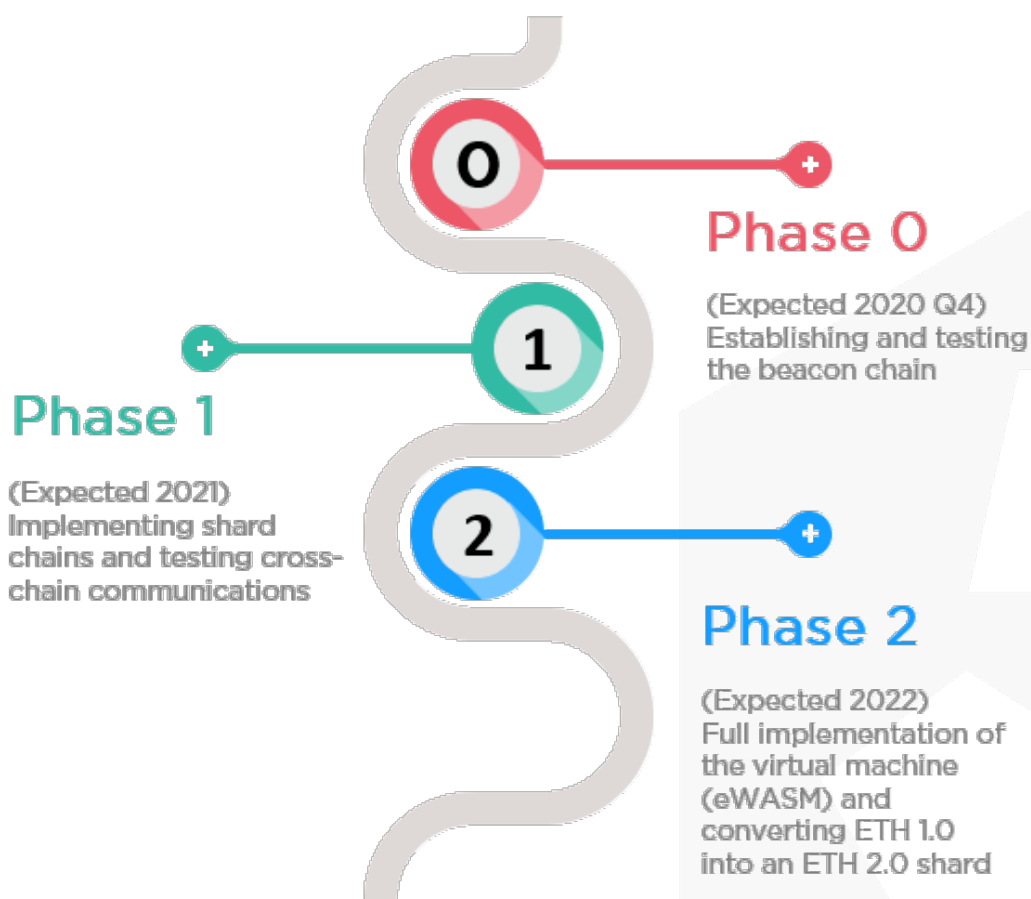 0
Phase 0
(Expected 2020 Q4)
Establishing and testing
the beacon chain
1
Phase 1
(Expected 2021)
Implementing shard
chains and testing cross-
chain communications
2
Phase 2
(Expected 2022)
Full implementation of
the virtual machine
(eWASM) and
converting ETH 1.0
into an ETH 2.0 shard